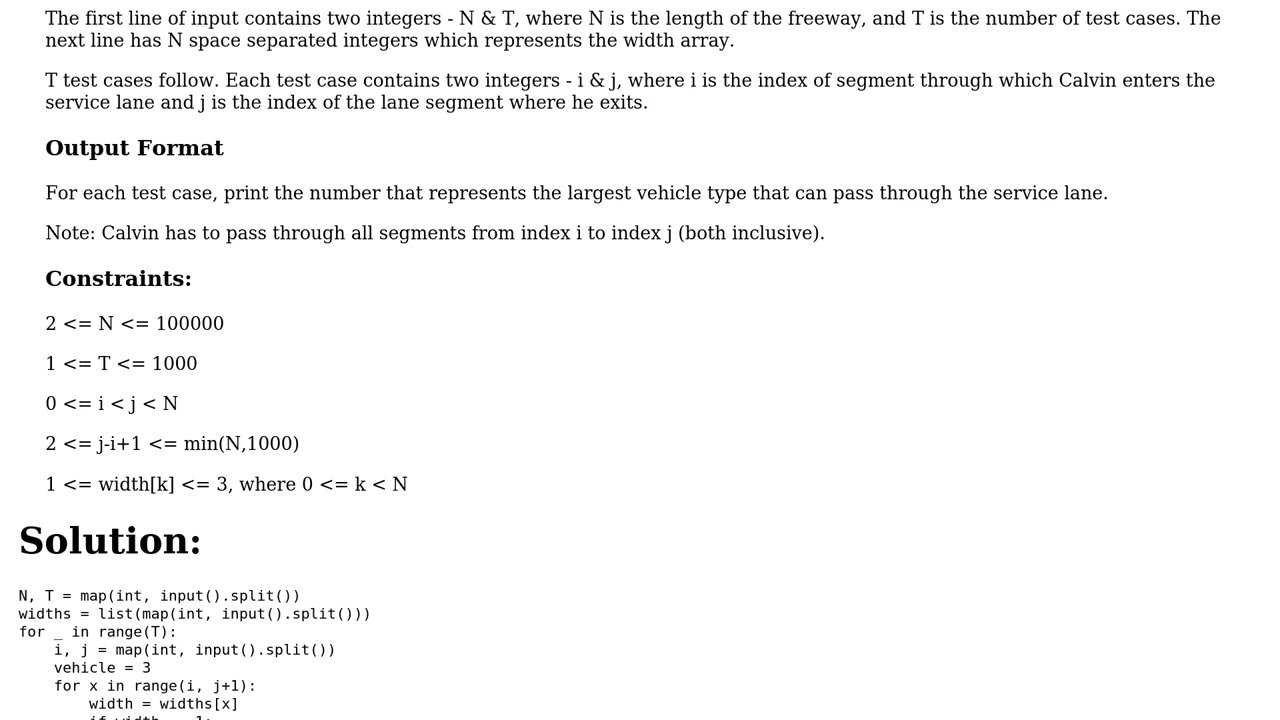 The first line of input contains two integers - N & T, where N is the length of the freeway, and T is the number of test cases. The
next line has N space separated integers which represents the width array.
T test cases follow. Each test case contains two integers - i & j, where i is the index of segment through which Calvin enters the
service lane and j is the index of the lane segment where he exits.
Output Format
For each test case, print the number that represents the largest vehicle type that can pass through the service lane.
Note: Calvin has to pass through all segments from index i to index j (both inclusive).
Constraints:
2 <= N <= 100000
1 <= T <= 1000
0 <= i < j < N
2 <= j-i+1 <= min(N,1000)
1 <= width[k] <= 3, where 0 <= k < N
Solution:
N, T = map(int, input().split())
widths = list(map(int, input().split()))
for _ in range(T):
    i, j = map(int, input().split())
    vehicle = 3
    for x in range(i, j+1):
        width = widths[x]